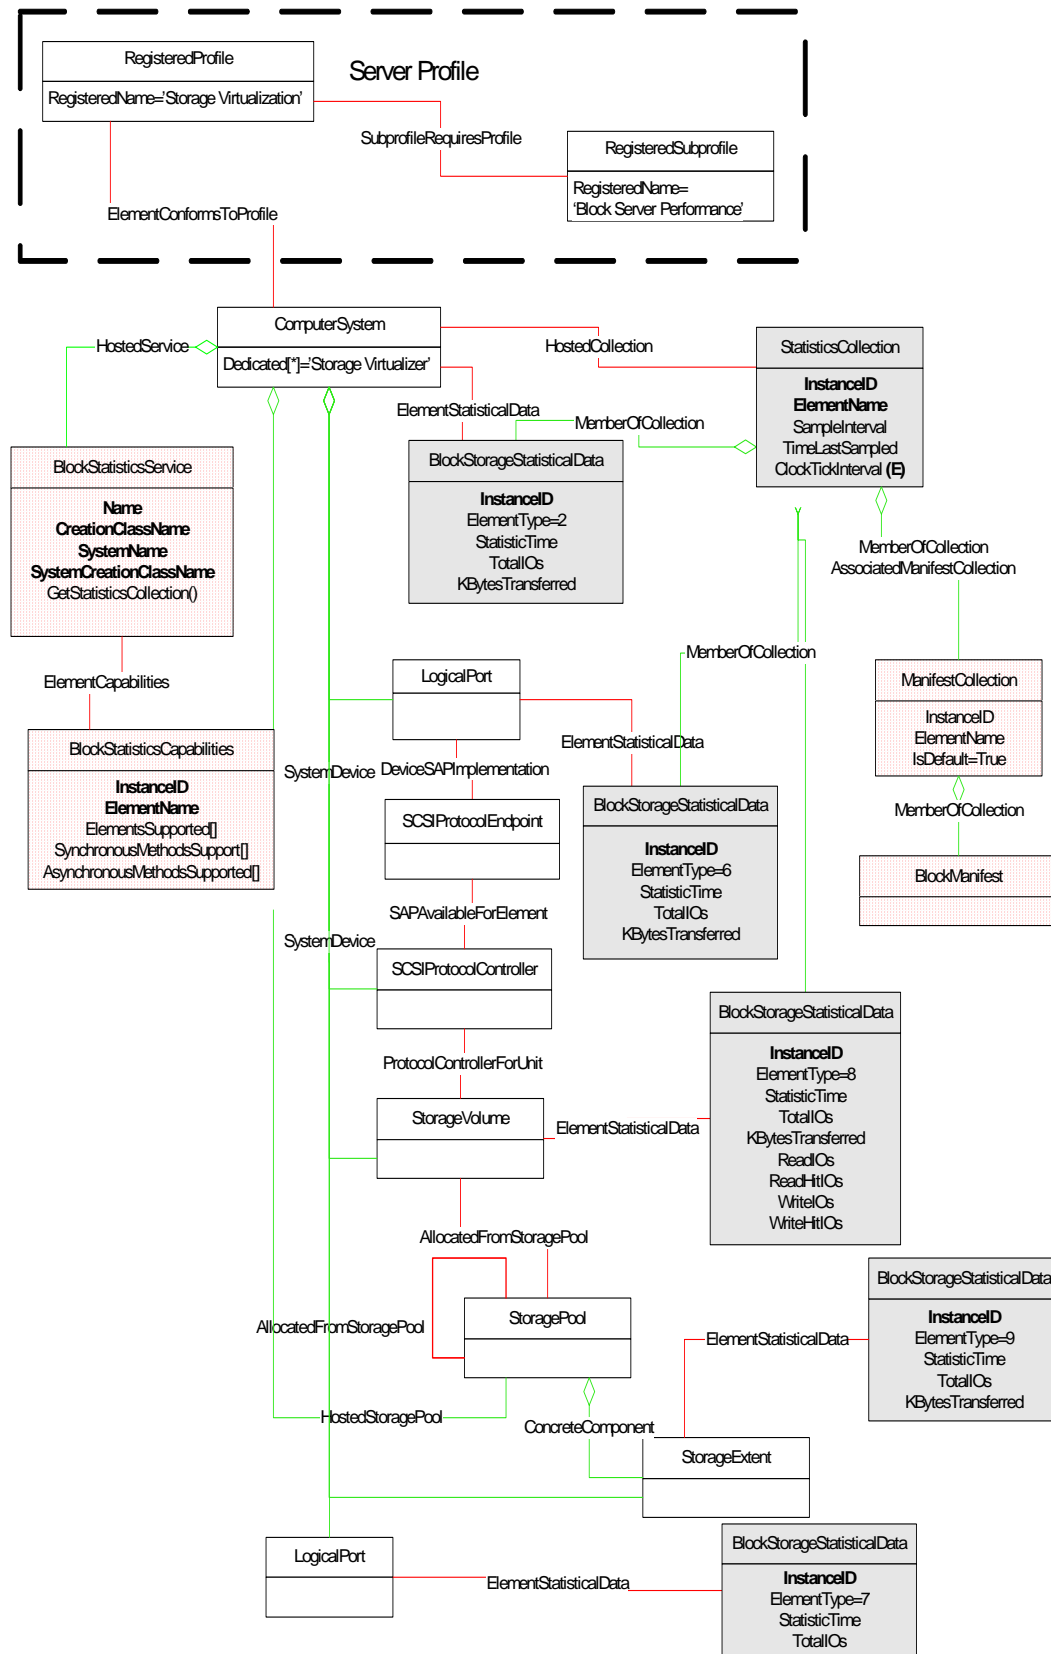 RegisteredProfile
RegisteredName='Storage Virtualization'
Server Profile
SubprofileRequiresProfile
RegisteredSubprofile
RegisteredName=
'Block Server Performance'
ElementConformsToProfile
ComputerSystem
Dedicated[*]='Storage Virtualizer'
HostedService
HostedCollection
StatisticsCollection
InstanceID
ElementName
SampleInterval
TimeLastSampled
ClockTickInterval (E)
ElementStatisticalData
MemberOfCollection
BlockStorageStatisticalData
InstanceID
ElementType=2
StatisticTime
TotalIOs
KBytesTransferred
BlockStatisticsService
Name
CreationClassName
SystemName
SystemCreationClassName
GetStatisticsCollection()
MemberOfCollection
AssociatedManifestCollection
ElementCapabilities
BlockStatisticsCapabilities
InstanceID
ElementName
ElementsSupported[]
SynchronousMethodsSupport[]
AsynchronousMethodsSupported[]
LogicalPort
MemberOfCollection
ElementStatisticalData
ManifestCollection
InstanceID
ElementName
IsDefault=True
MemberOfCollection
BlockManifest
SystemDevice
DeviceSAPImplementation
SCSIProtocolEndpoint
BlockStorageStatisticalData
InstanceID
ElementType=6
StatisticTime
TotalIOs
KBytesTransferred
SAPAvailableForElement
SystemDevice
SCSIProtocolController
ProtocolControllerForUnit
StorageVolume
ElementStatisticalData
BlockStorageStatisticalData
InstanceID
ElementType=8
StatisticTime
TotalIOs
KBytesTransferred
ReadIOs
ReadHitIOs
WriteIOs
WriteHitIOs
AllocatedFromStoragePool
StoragePool
AllocatedFromStoragePool
ElementStatisticalData
BlockStorageStatisticalData
InstanceID
ElementType=9
StatisticTime
TotalIOs
KBytesTransferred
HostedStoragePool
ConcreteComponent
StorageExtent
LogicalPort
ElementStatisticalData
BlockStorageStatisticalData
InstanceID
ElementType=7
StatisticTime
TotalIOs